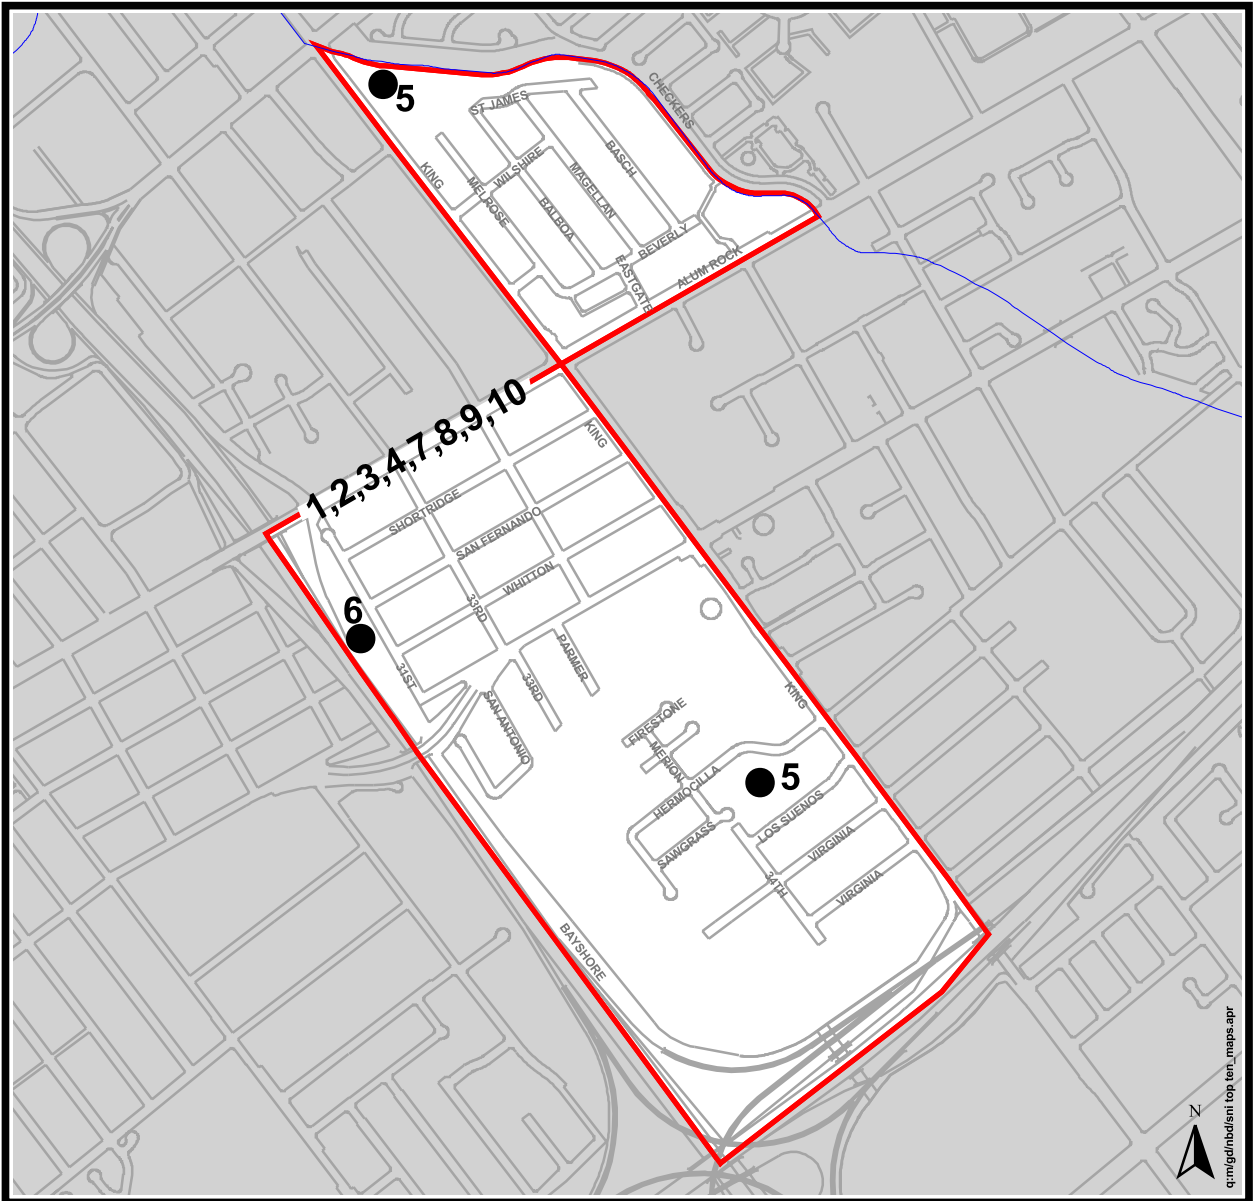 CHECKERS
5
ST JAMES
BASCH
WILSHIRE
KING
MAGELLAN
MELROSE
BALBOA
BEVERLY
EASTGATE
ALUM ROCK
1,2,3,4,7,8,9,10
KING
SHORTRIDGE
SAN FERNANDO
WHITTON
6
33RD
PARMER
31ST
33RD
KING
SAN ANTONIO
FIRESTONE
MERION
HERMOCILLA
5
LOS SUENOS
SAWGRASS
VIRGINIA
34TH
VIRGINIA
BAYSHORE
N
q:m/gd/nbd/sni top ten_maps.apr